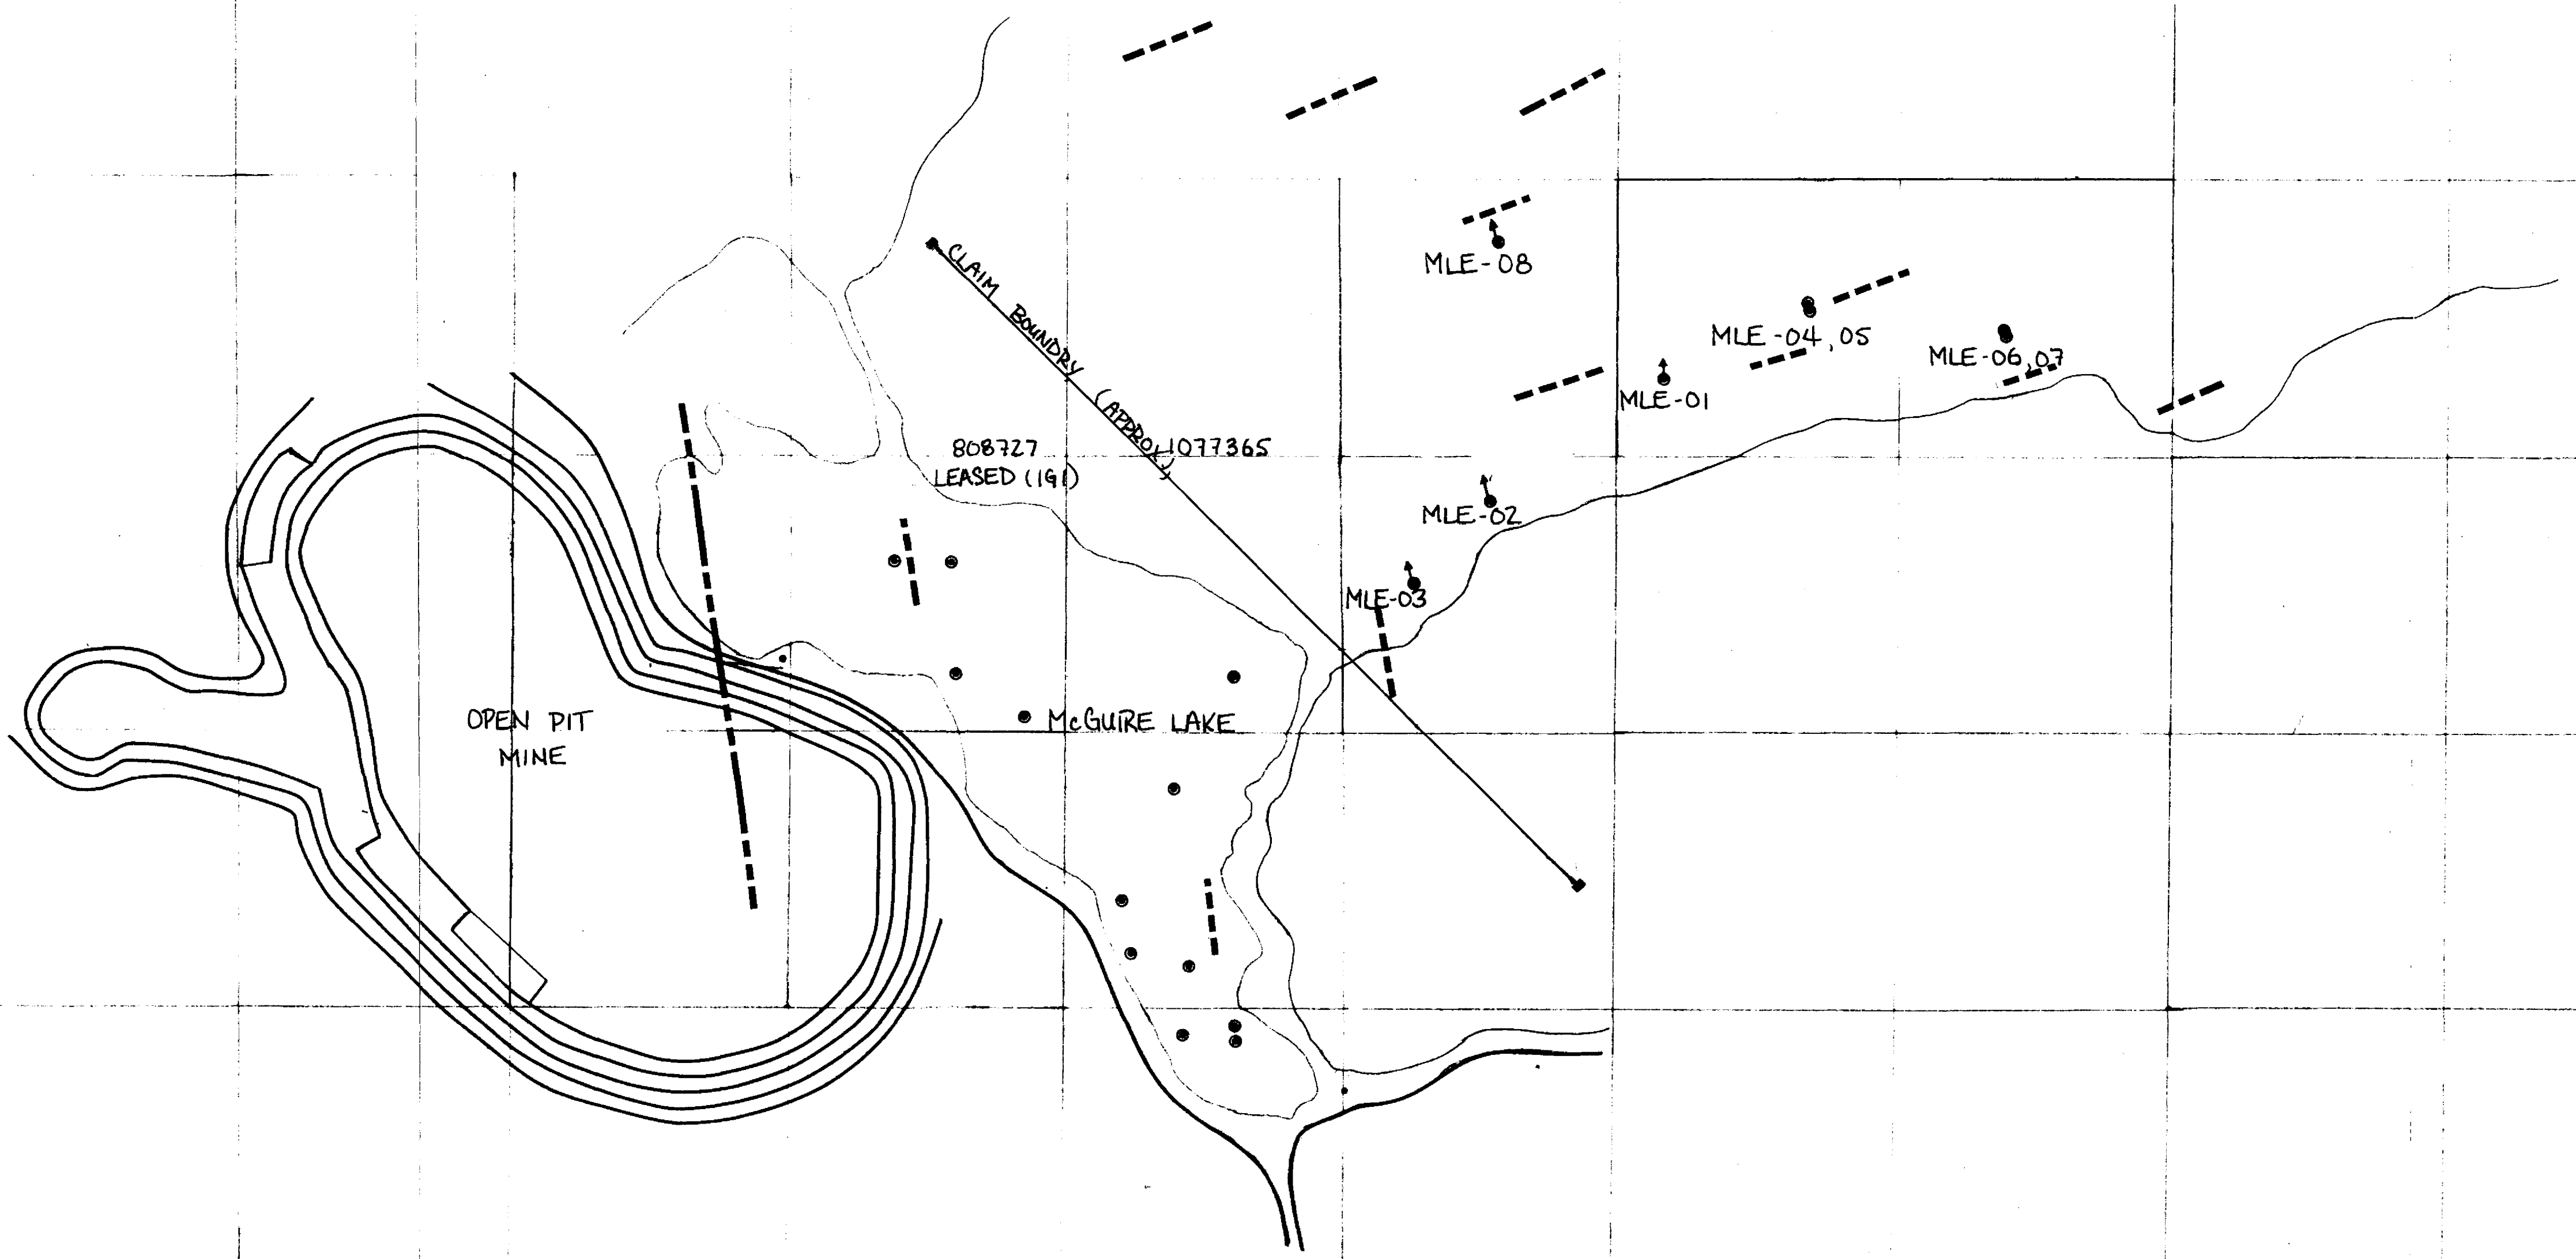 MLE-08
CLAIM BOUNDRY (APPROX)
MLE-04,05
MLE-06,07
MLE-01
808727
LEASED (IGI)
1077365
MLE-02
MLE-03
OPEN PIT
MINE
McGUIRE LAKE